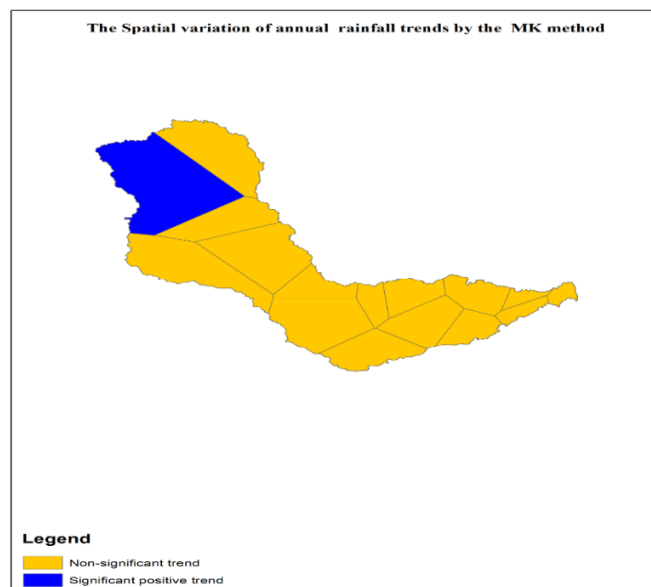 The Spatial variation of annual rainfall trends by the MK method
Legend
Non-significant trend
Significant positive trend